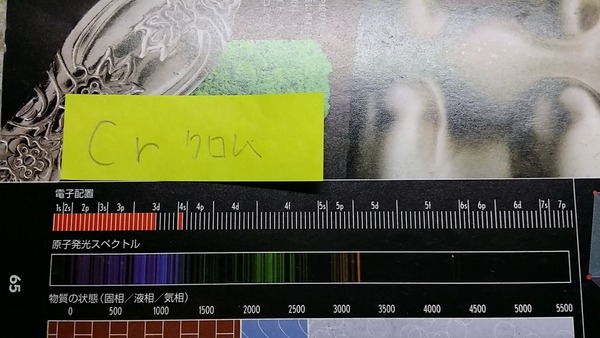 Cr クロム
電子配置
1s 2s 2p 3s 3p 3d 4s 4p 4d 4f 5s 5p 5d 5f 6s 6p 6d 7s 7p
原子発光スペクトル
物質の状態（固相／液相／気相）
0 500 1000 1500 2000 2500 3000 3500 4000 4500 5000 5500
65